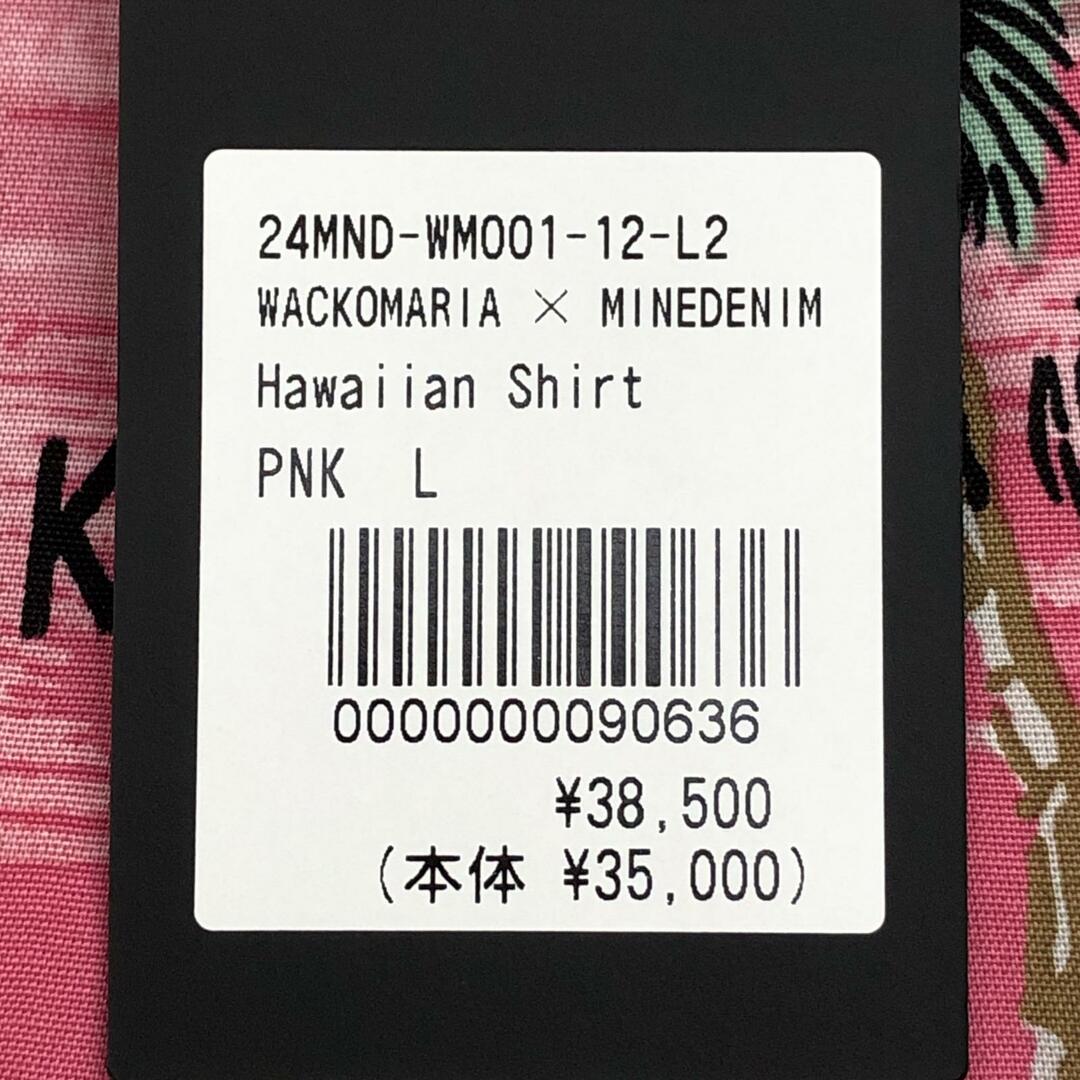 24MND-WM001-12-L2
WACKOMARIA × MINEDENIM
Hawaiian Shirt
PNK L
0000000090636
¥38,500
(本体 ¥35,000)
K